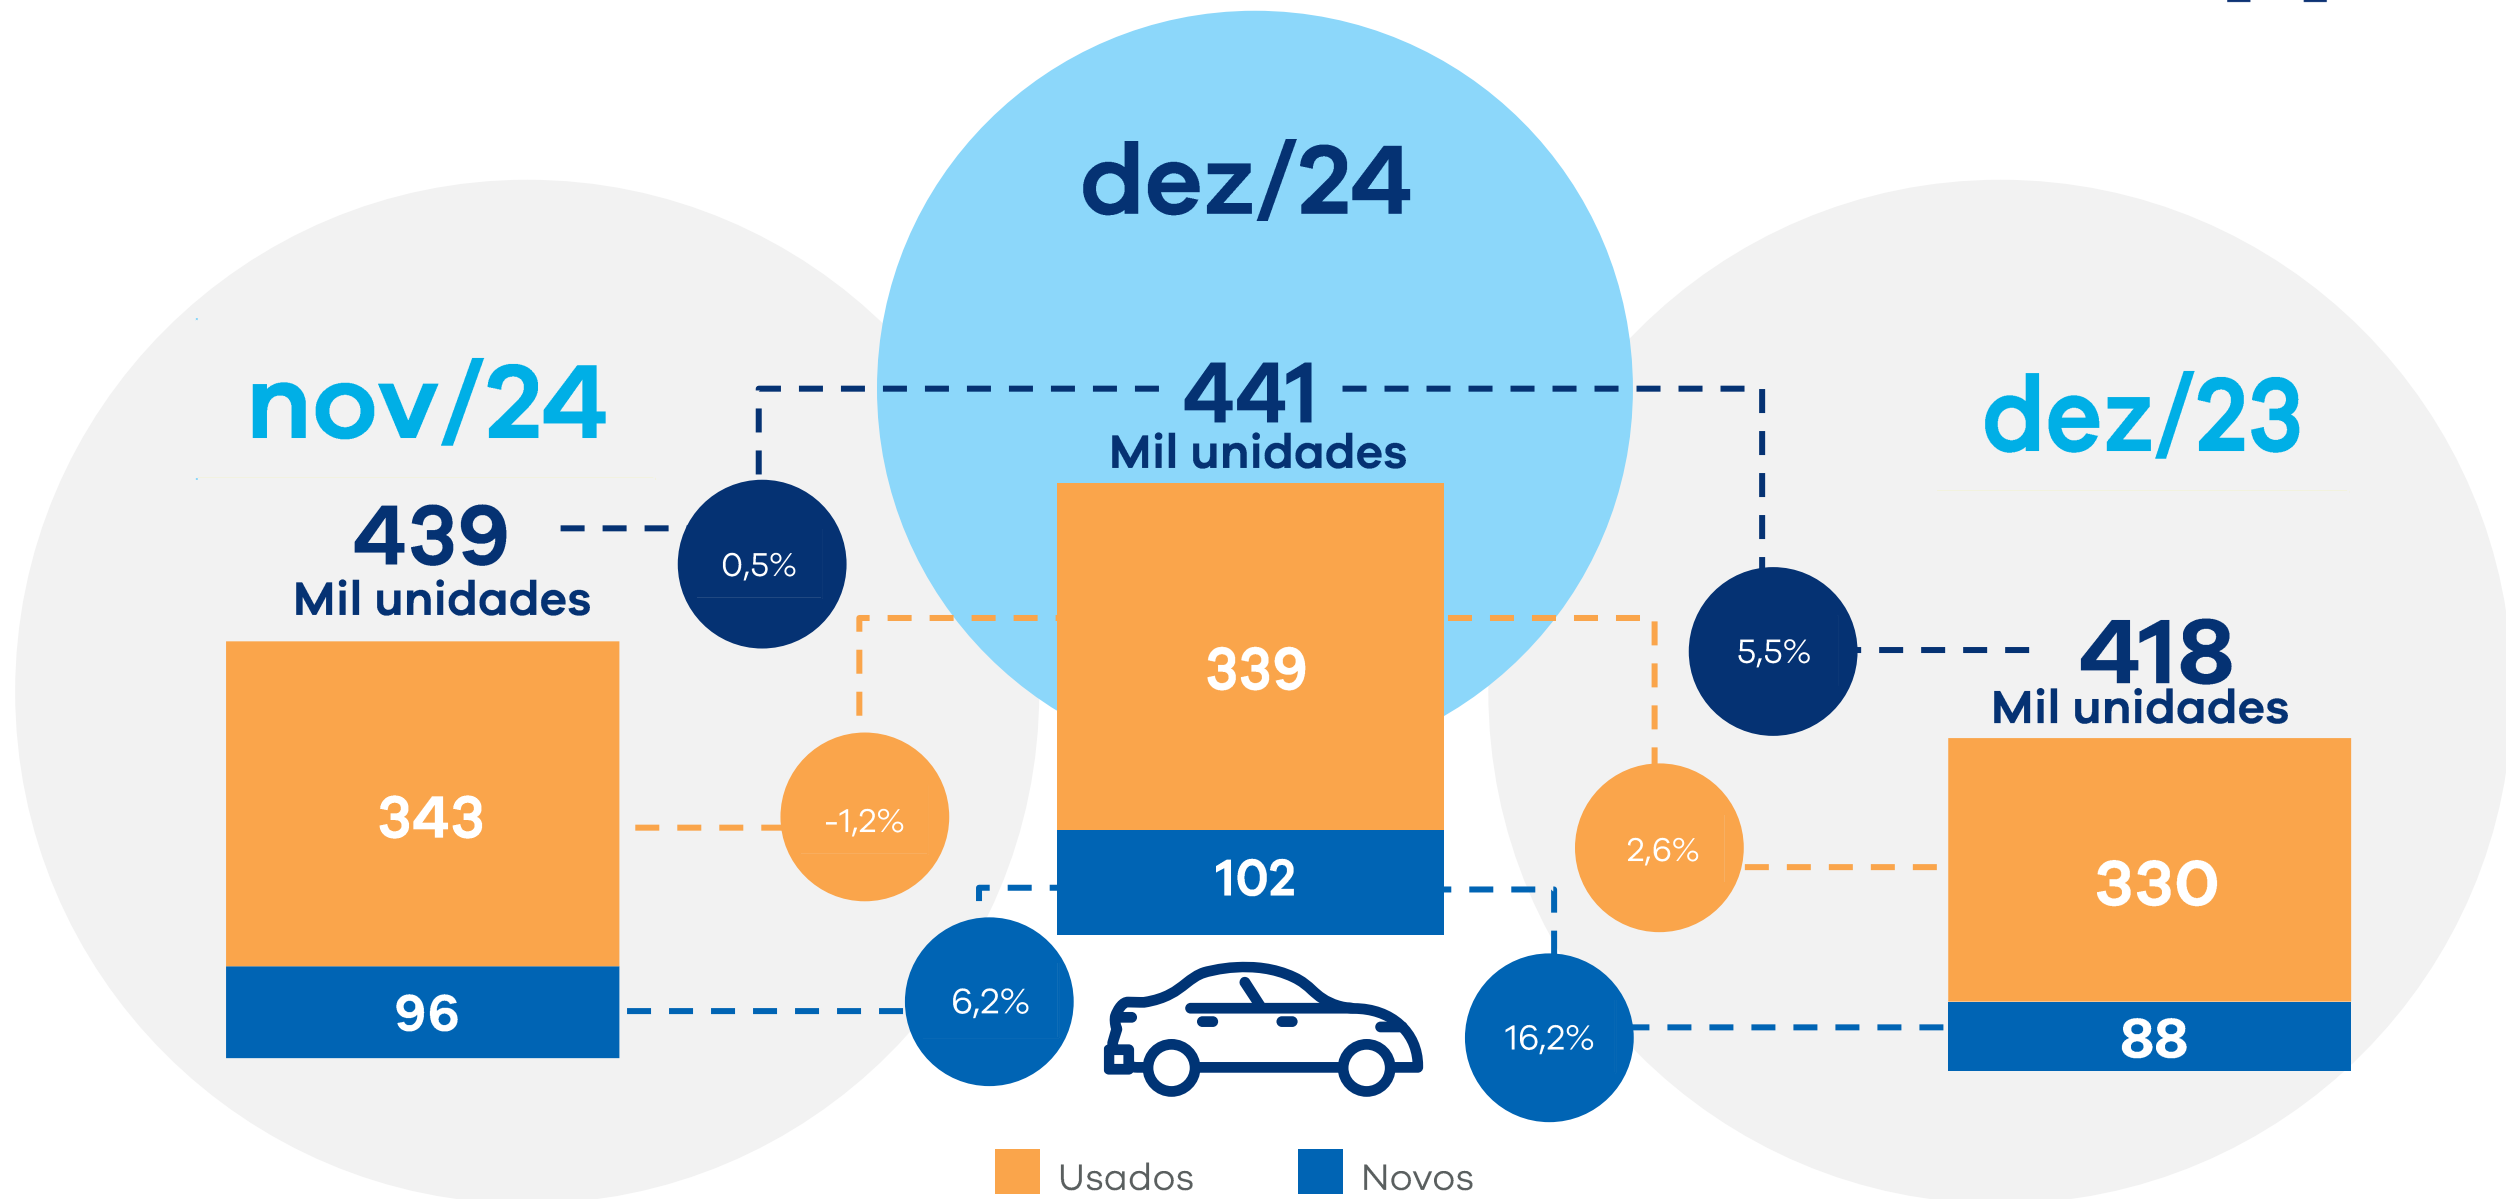 dez/24
441
Mil unidades
nov/24
439
Mil unidades
dez/23
418
Mil unidades
0,5%
5,5%
339
343
-1,2%
2,6%
330
102
96
6,2%
16,2%
88
Usados
Novos